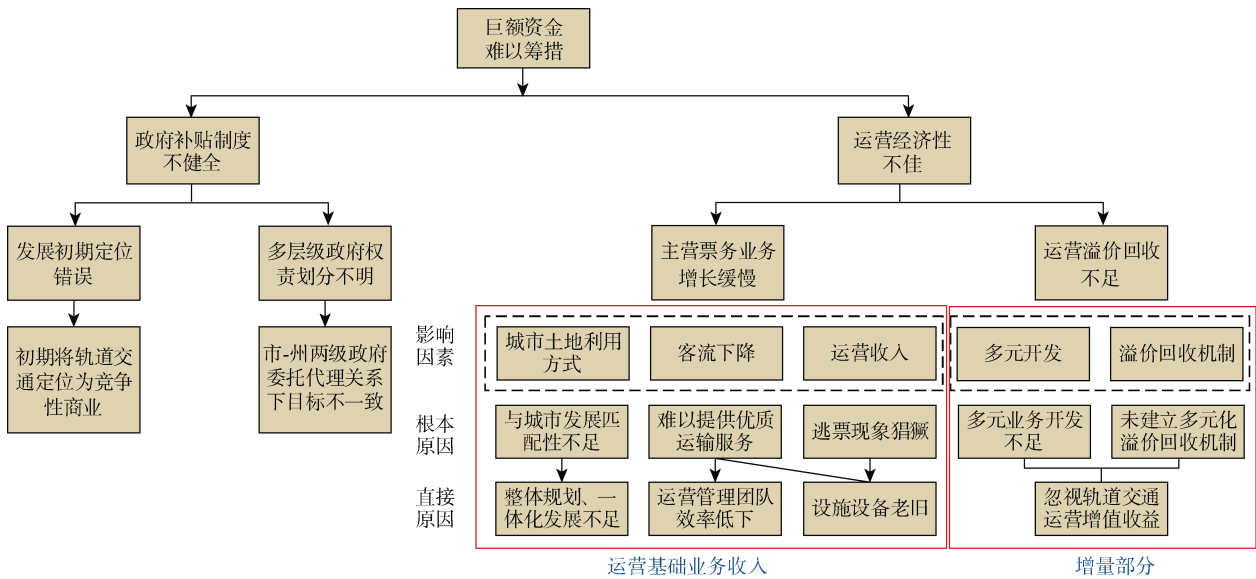 巨额资金
难以筹措
政府补贴制度
不健全
运营经济性
不佳
发展初期定位
错误
多层级政府权
责划分不明
主营票务业务
增长缓慢
运营溢价回收
不足
初期将轨道交
通定位为竞争
性商业
市-州两级政府
委托代理关系
下目标不一致
影响
因素
城市土地利用
方式
客流下降
运营收入
多元开发
溢价回收机制
根本
原因
与城市发展匹
配性不足
难以提供优质
运输服务
逃票现象猖獗
多元业务开发
不足
未建立多元化
溢价回收机制
直接
原因
整体规划、一
体化发展不足
运营管理团队
效率低下
设施设备老旧
忽视轨道交通
运营增值收益
运营基础业务收入
增量部分